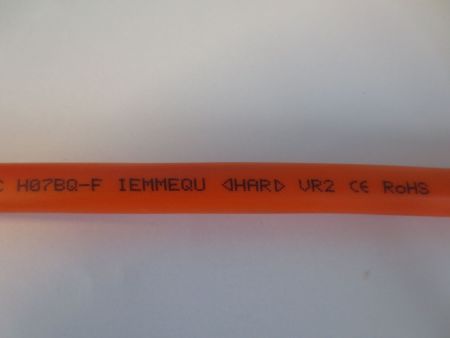 C H07BQ-F IEMMEQU ◁HAR▷ VR2 CE RoHS